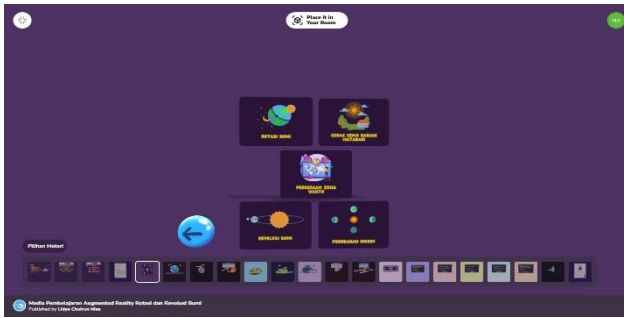 Place it in
Your Room
ROTASI BUMI
GERAK SEMU HARIAN
MATAHARI
PERBEDAAN ZONA
WAKTU
REVOLUSI BUMI
PERUBAHAN MUSIM
Pilihan Materi
Media Pembelajaran Augmented Reality Rotasi dan Revolusi Bumi
Published by Lidya Choirun Nisa